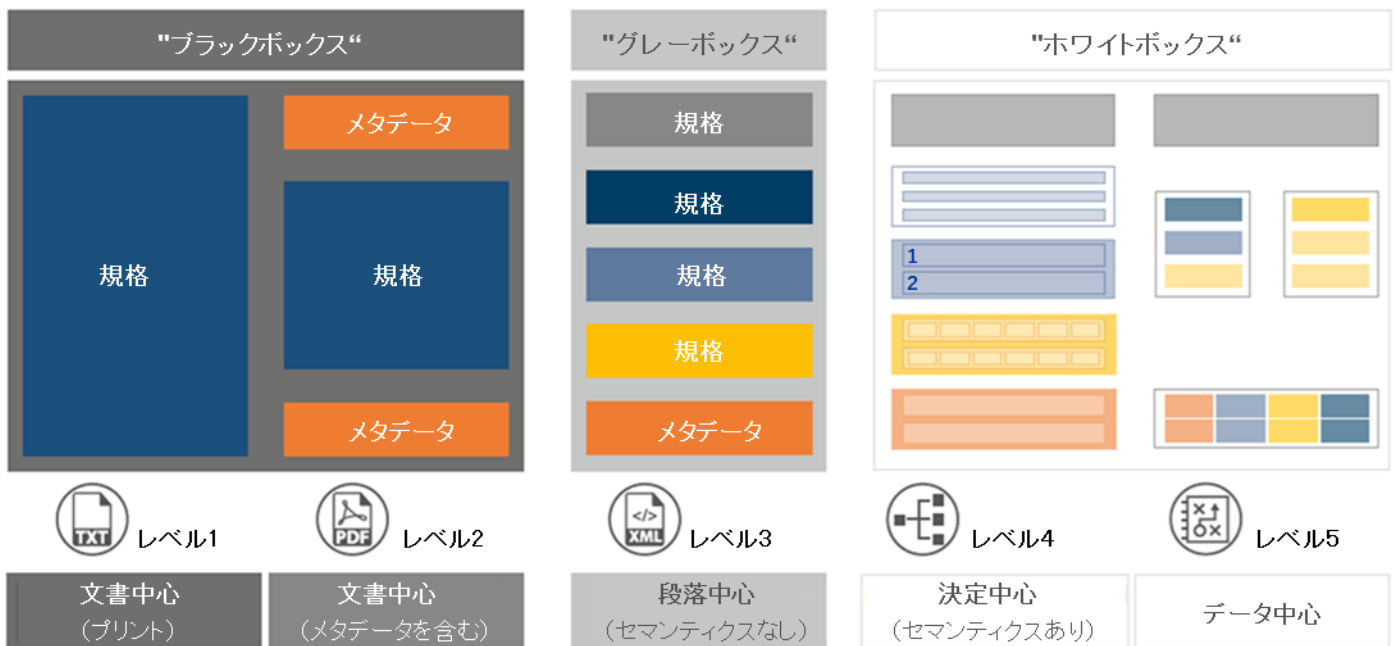 "ブラックボックス“
"グレーボックス“
"ホワイトボックス“
規格
メタデータ
規格
メタデータ
規格
規格
規格
規格
メタデータ
1
2
TXT
レベル1
PDF
レベル2
</>
XML
レベル3
レベル4
レベル5
文書中心
(プリント)
文書中心
(メタデータを含む)
段落中心
(セマンティクスなし)
決定中心
(セマンティクスあり)
データ中心